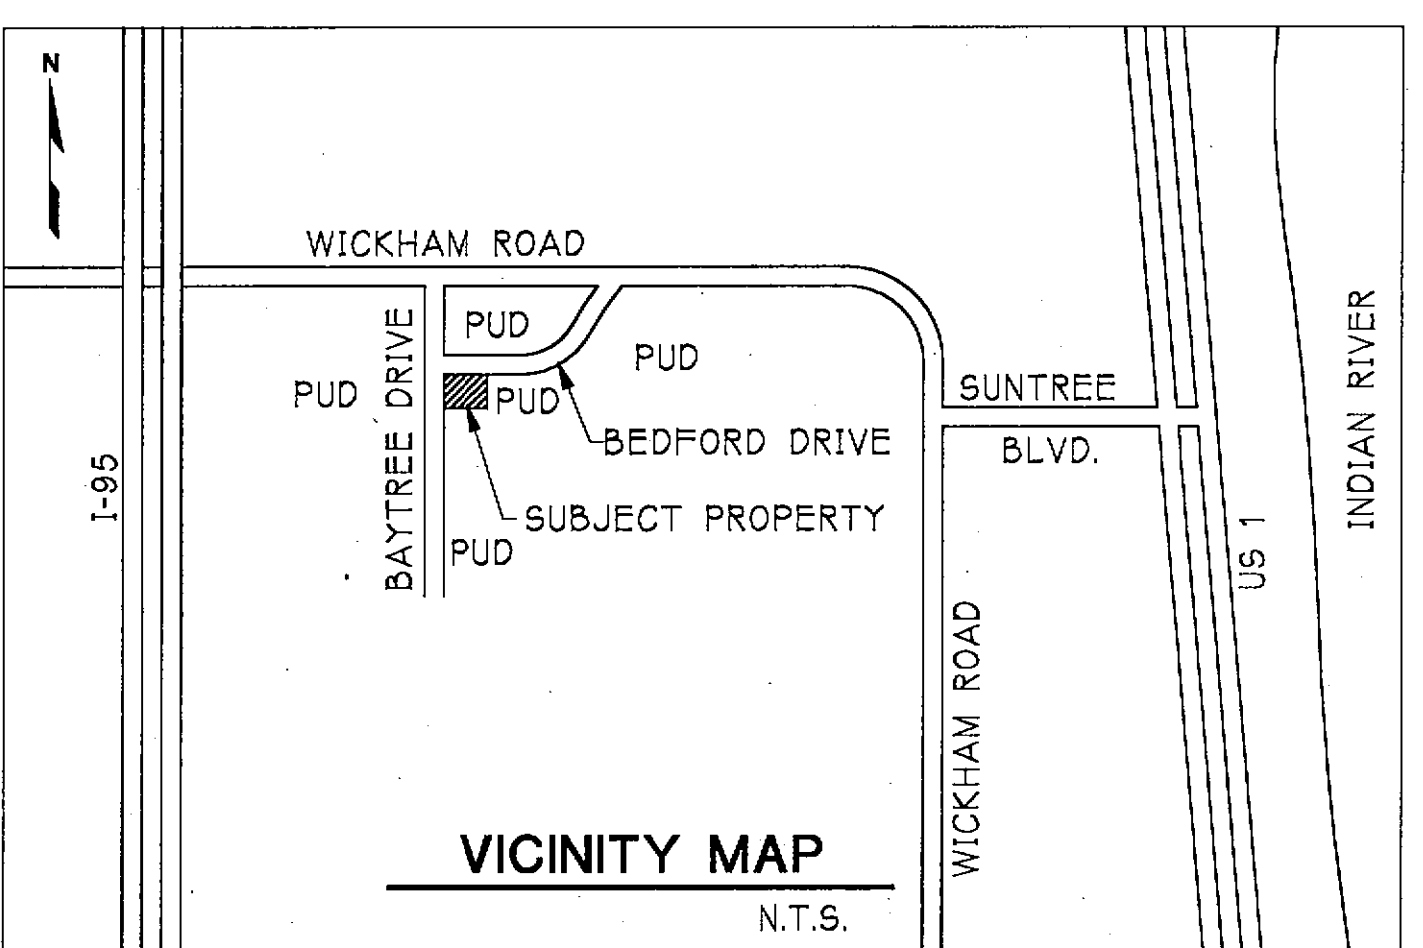 N
WICKHAM ROAD
PUD
PUD
PUD
BAYTREE DRIVE
PUD
SUNTREE
BLVD.
BEDFORD DRIVE
SUBJECT PROPERTY
PUD
I-95
INDIAN RIVER
US 1
WICKHAM ROAD
VICINITY MAP
N.T.S.